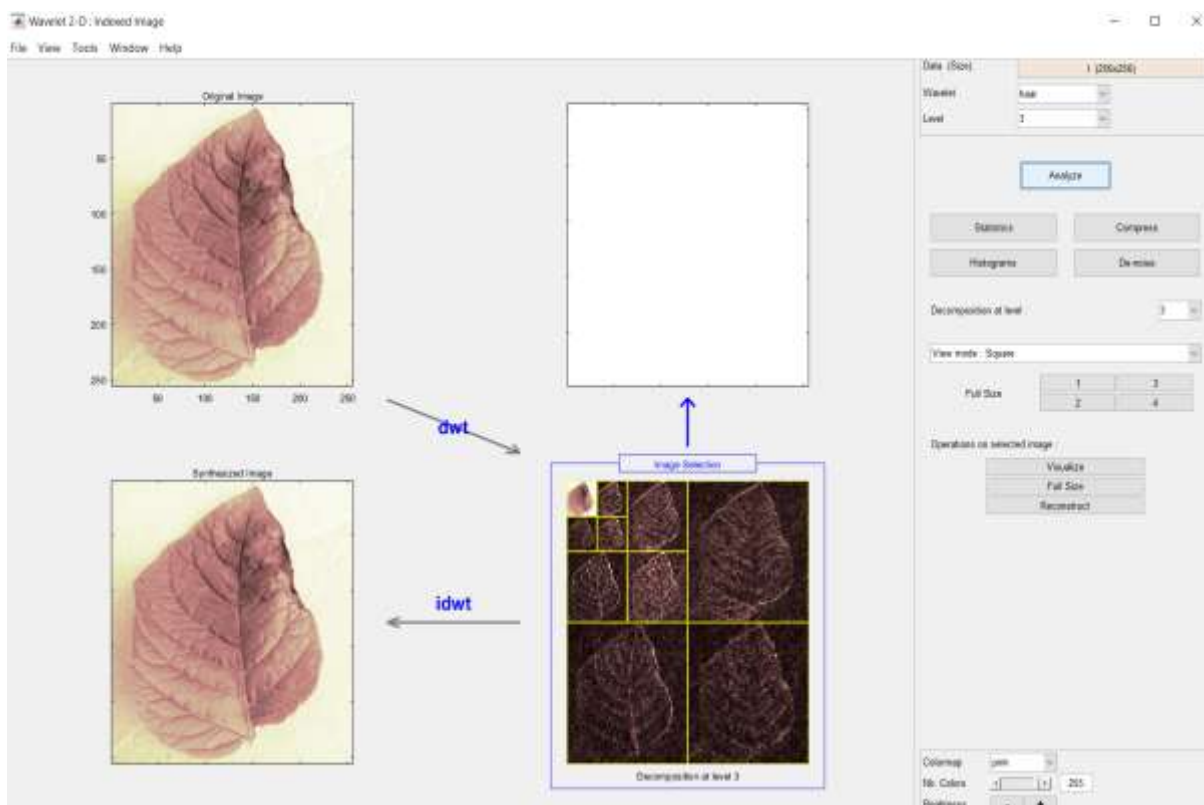 Wavelet 2-D : Indexed Image
File View Tools Window Help
Original Image
50
100
150
200
250
50 100 150 200 250
dwt
Image Selection
Synthesized Image
idwt
Decomposition at level 3
Data (Size)
Wavelet haar
Level 3
Analyze
Statistics Compress
Histograms De-noise
Decomposition at level 3
View mode : Square
Full Size 1 3
2 4
Operations on selected image
Visualize
Full Size
Reconstruct
Colormap pink
Nb. Colors 255
Brightness